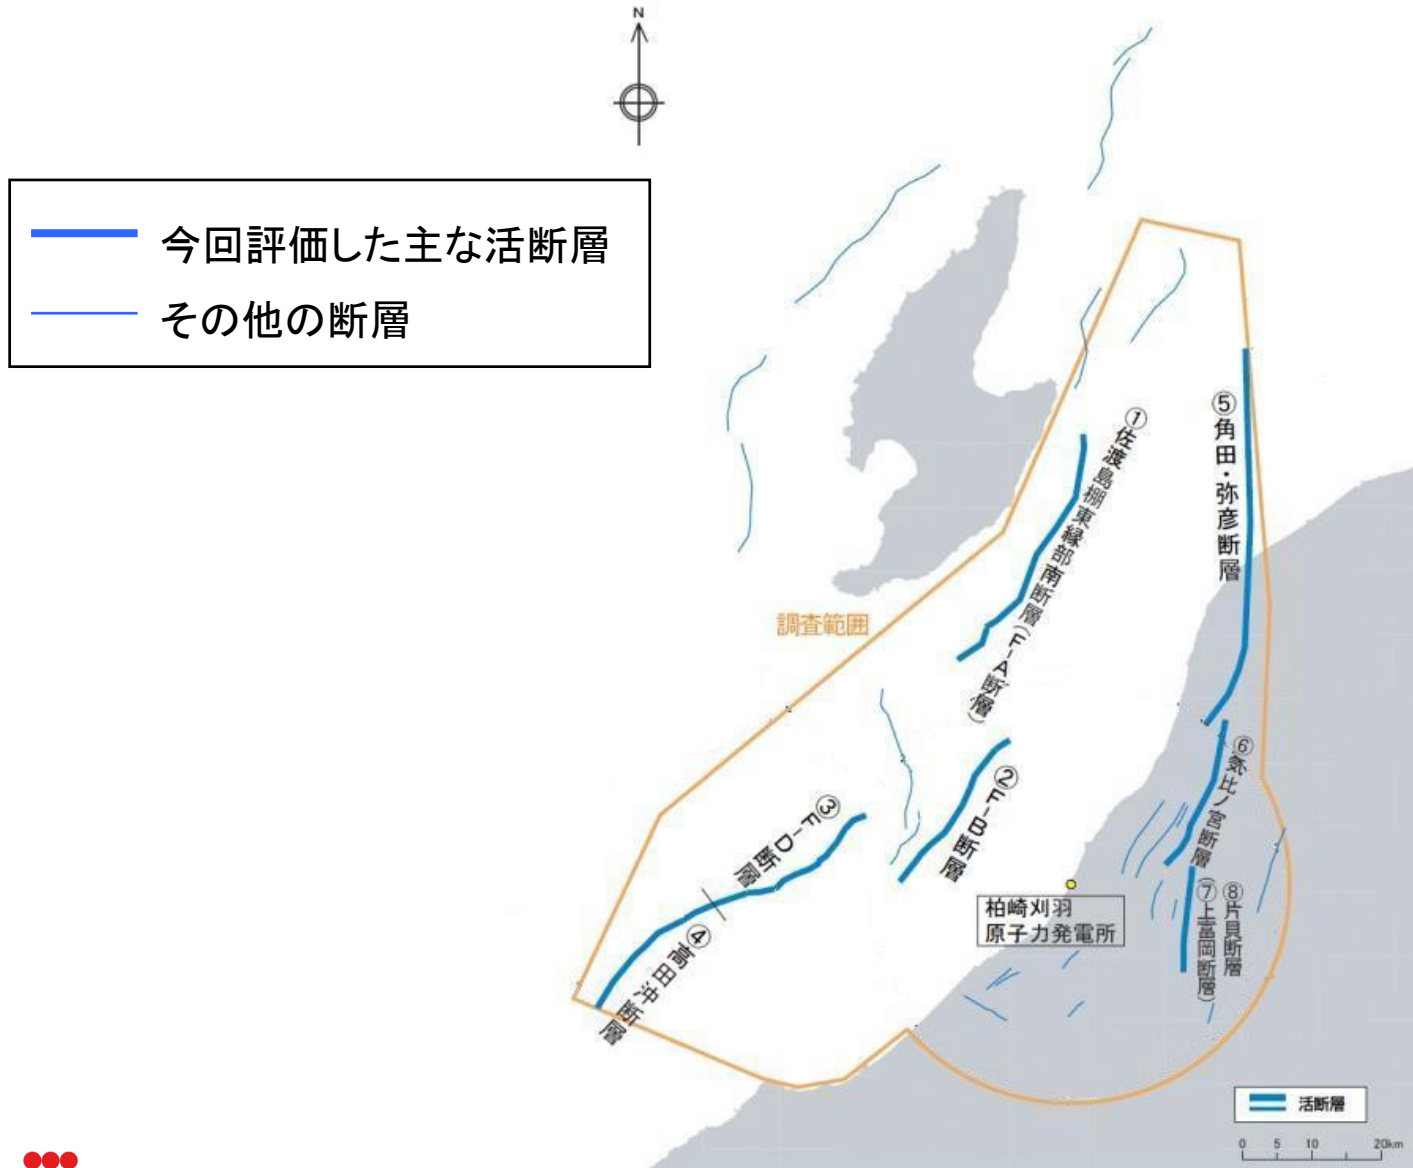 N
今回評価した主な活断層
その他の断層
①佐渡島棚東縁部南断層(F-A断層)
⑤角田・弥彦断層
調査範囲
②F-B断層
③F-D断層
④高田沖断層
⑥気比ノ宮断層
⑧片貝断層
(⑦上富岡断層)
柏崎刈羽
原子力発電所
活断層
0 5 10 20km